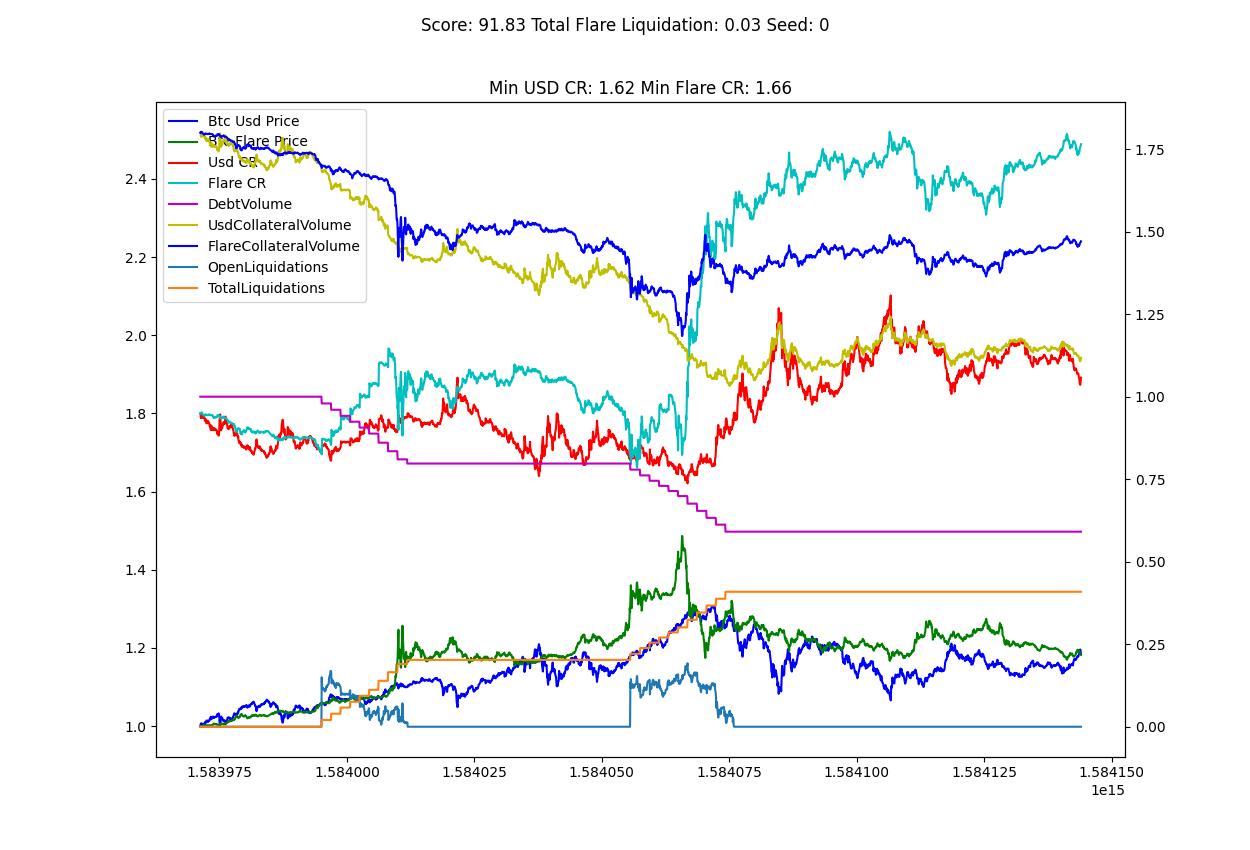 Score: 91.83 Total Flare Liquidation: 0.03 Seed: 0
Min USD CR: 1.62 Min Flare CR: 1.66
Btc Usd Price
Btc Flare Price
Usd CR
Flare CR
DebtVolume
UsdCollateralVolume
FlareCollateralVolume
OpenLiquidations
TotalLiquidations
2.4
2.2
2.0
1.8
1.6
1.4
1.2
1.0
1.75
1.50
1.25
1.00
0.75
0.50
0.25
0.00
1.583975 1.584000 1.584025 1.584050 1.584075 1.584100 1.584125 1.584150
1e15